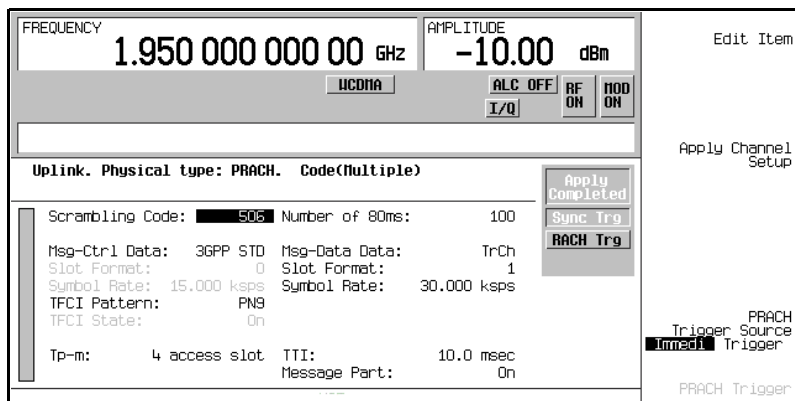 FREQUENCY
1.950 000 000 00 GHz
AMPLITUDE
-10.00 dBm
WCDMA
ALC OFF
I/Q
RF ON
MOD ON
Edit Item
Apply Channel Setup
Uplink. Physical type: PRACH. Code(Multiple)
Apply Completed
Sync Trg
RACH Trg
Scrambling Code: 506 Number of 80ms: 100
Msg-Ctrl Data: 3GPP STD Msg-Data Data: TrCh
Slot Format: 0 Slot Format: 1
Symbol Rate: 15.000 ksps Symbol Rate: 30.000 ksps
TFCI Pattern: PN9
TFCI State: On
Tp-m: 4 access slot TTI: 10.0 msec
Message Part: On
PRACH
Trigger Source
Immedi Trigger
PRACH Trigger